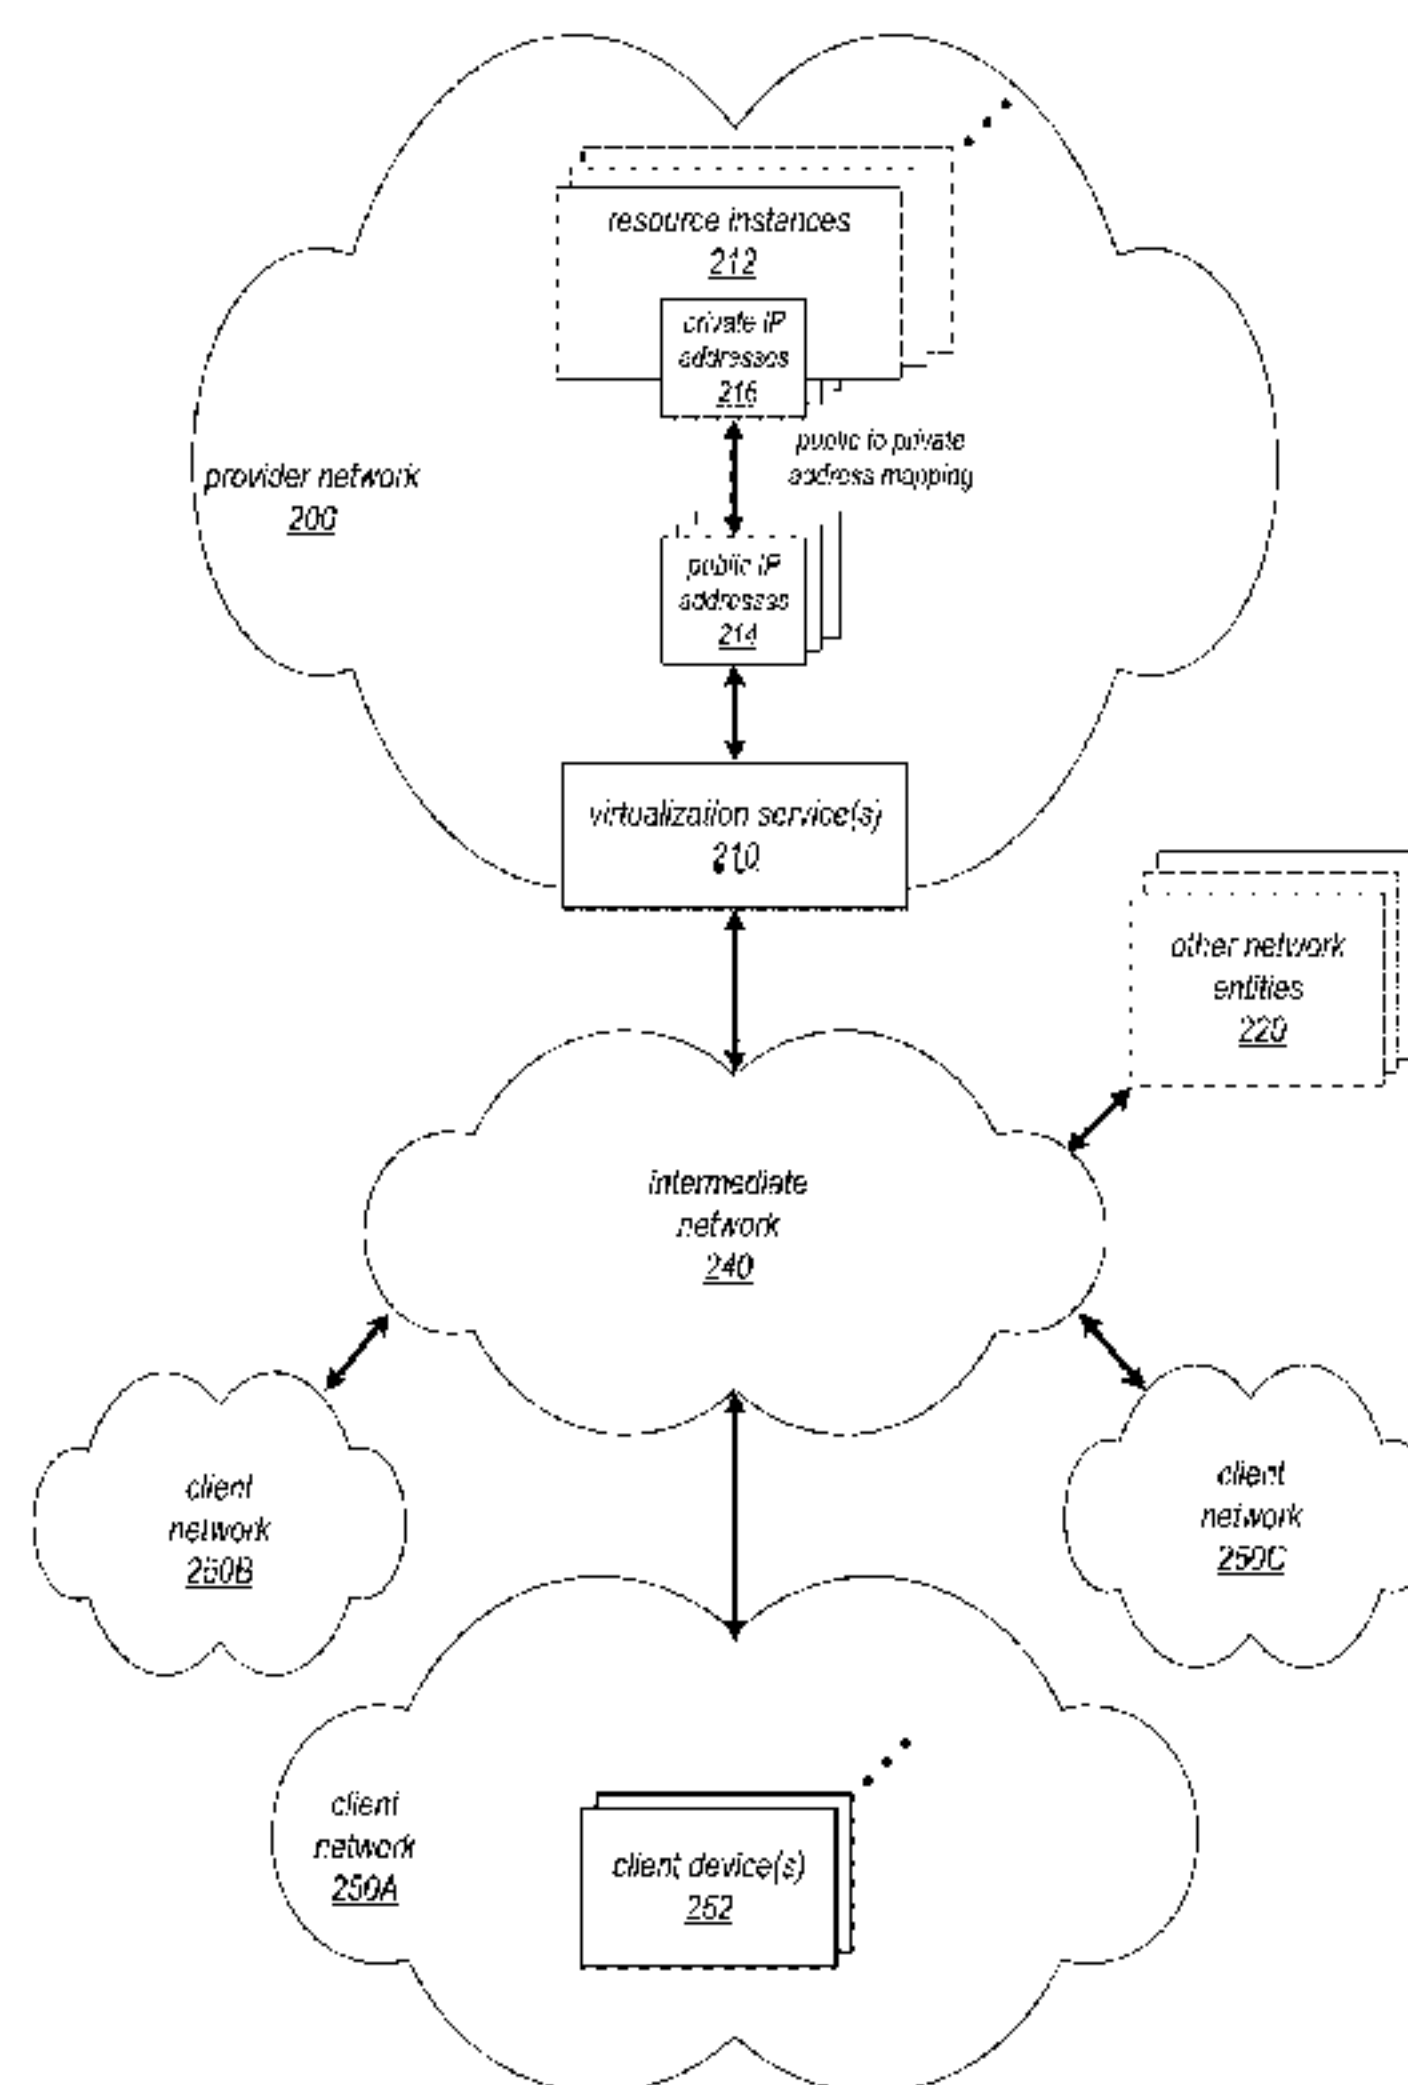 resource instances
212
private IP
addresses
216
public to private
address mapping
provider network
200
public IP
addresses
214
virtualization service(s)
210
other network
entities
220
intermediate
network
240
client
network
250B
client
network
250C
client
network
250A
client device(s)
252